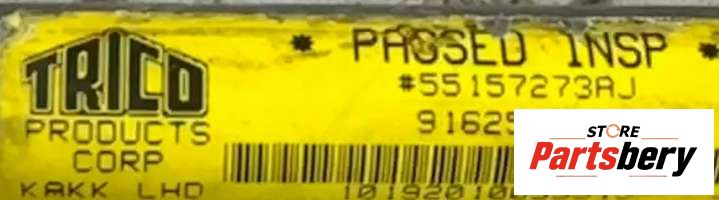 TRICO
PRODUCTS
CORP
KAKK LHD
* PASSED INSP *
#55157273AJ
STORE
Partsbery